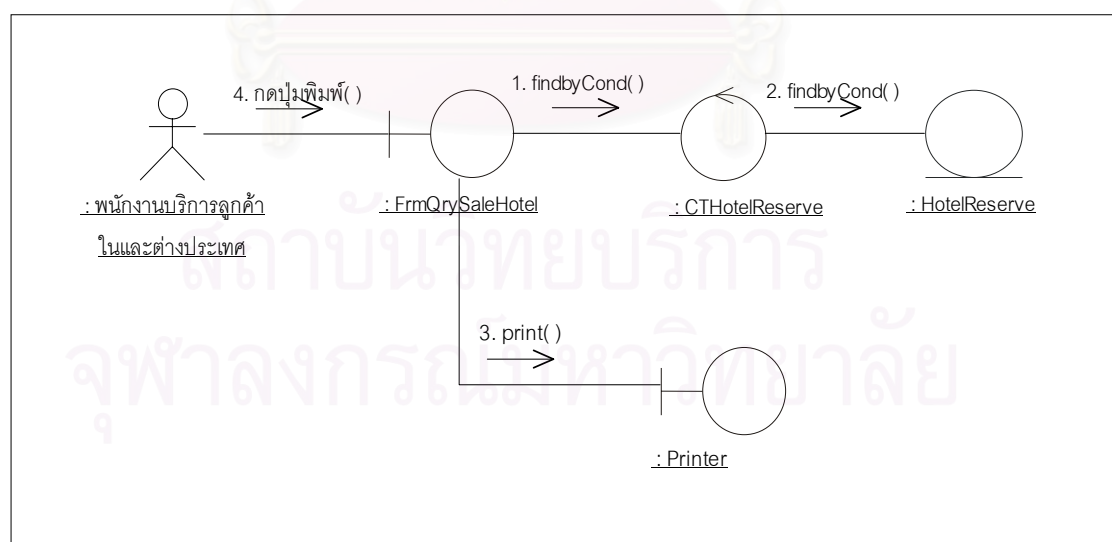 4. กดปุ่มพิมพ์( )
1. findbyCond( )
2. findbyCond( )
: พนักงานบริการลูกค้า
ในและต่างประเทศ
: FrmQrySaleHotel
: CTHotelReserve
: HotelReserve
สถาบันวิทยบริการ
3. print( )
จุฬาลงกรณ์มหาวิทยาลัย
: Printer